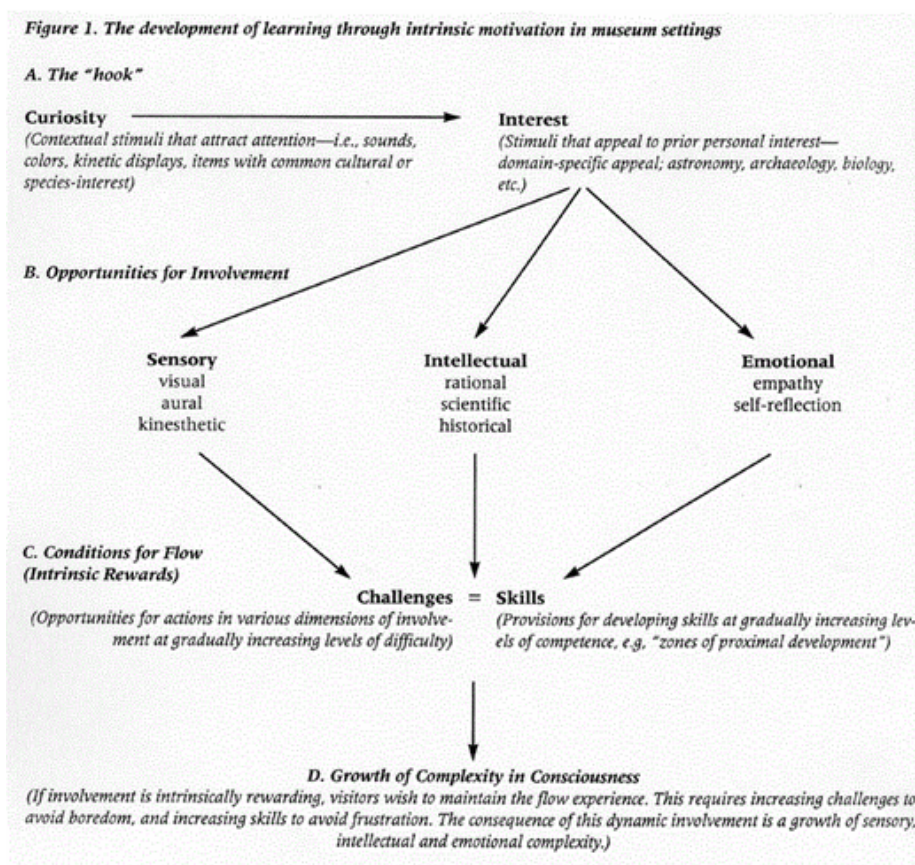 Figure 1. The development of learning through intrinsic motivation in museum settings
A. The “hook”
Curiosity
(Contextual stimuli that attract attention—i.e., sounds,
colors, kinetic displays, items with common cultural or
species-interest)
Interest
(Stimuli that appeal to prior personal interest—
domain-specific appeal; astronomy, archaeology, biology,
etc.)
B. Opportunities for Involvement
Sensory
visual
aural
kinesthetic
Intellectual
rational
scientific
historical
Emotional
empathy
self-reflection
C. Conditions for Flow
(Intrinsic Rewards)
Challenges = Skills
(Opportunities for actions in various dimensions of involve-
ment at gradually increasing levels of difficulty)
(Provisions for developing skills at gradually increasing lev-
els of competence, e.g, “zones of proximal development”)
D. Growth of Complexity in Consciousness
(If involvement is intrinsically rewarding, visitors wish to maintain the flow experience. This requires increasing challenges to
avoid boredom, and increasing skills to avoid frustration. The consequence of this dynamic involvement is a growth of sensory,
intellectual and emotional complexity.)